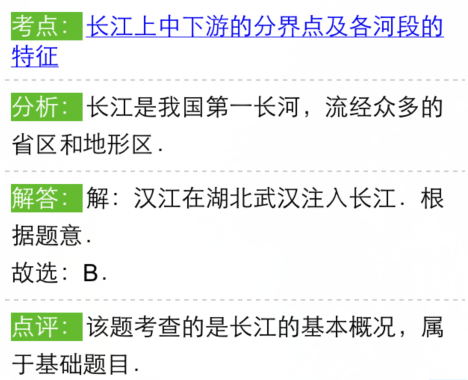 考点：长江上中下游的分界点及各河段的
特征
分析：长江是我国第一长河，流经众多的
省区和地形区．
解答：解：汉江在湖北武汉注入长江．根
据题意．
故选：B．
点评：该题考查的是长江的基本概况，属
于基础题目．